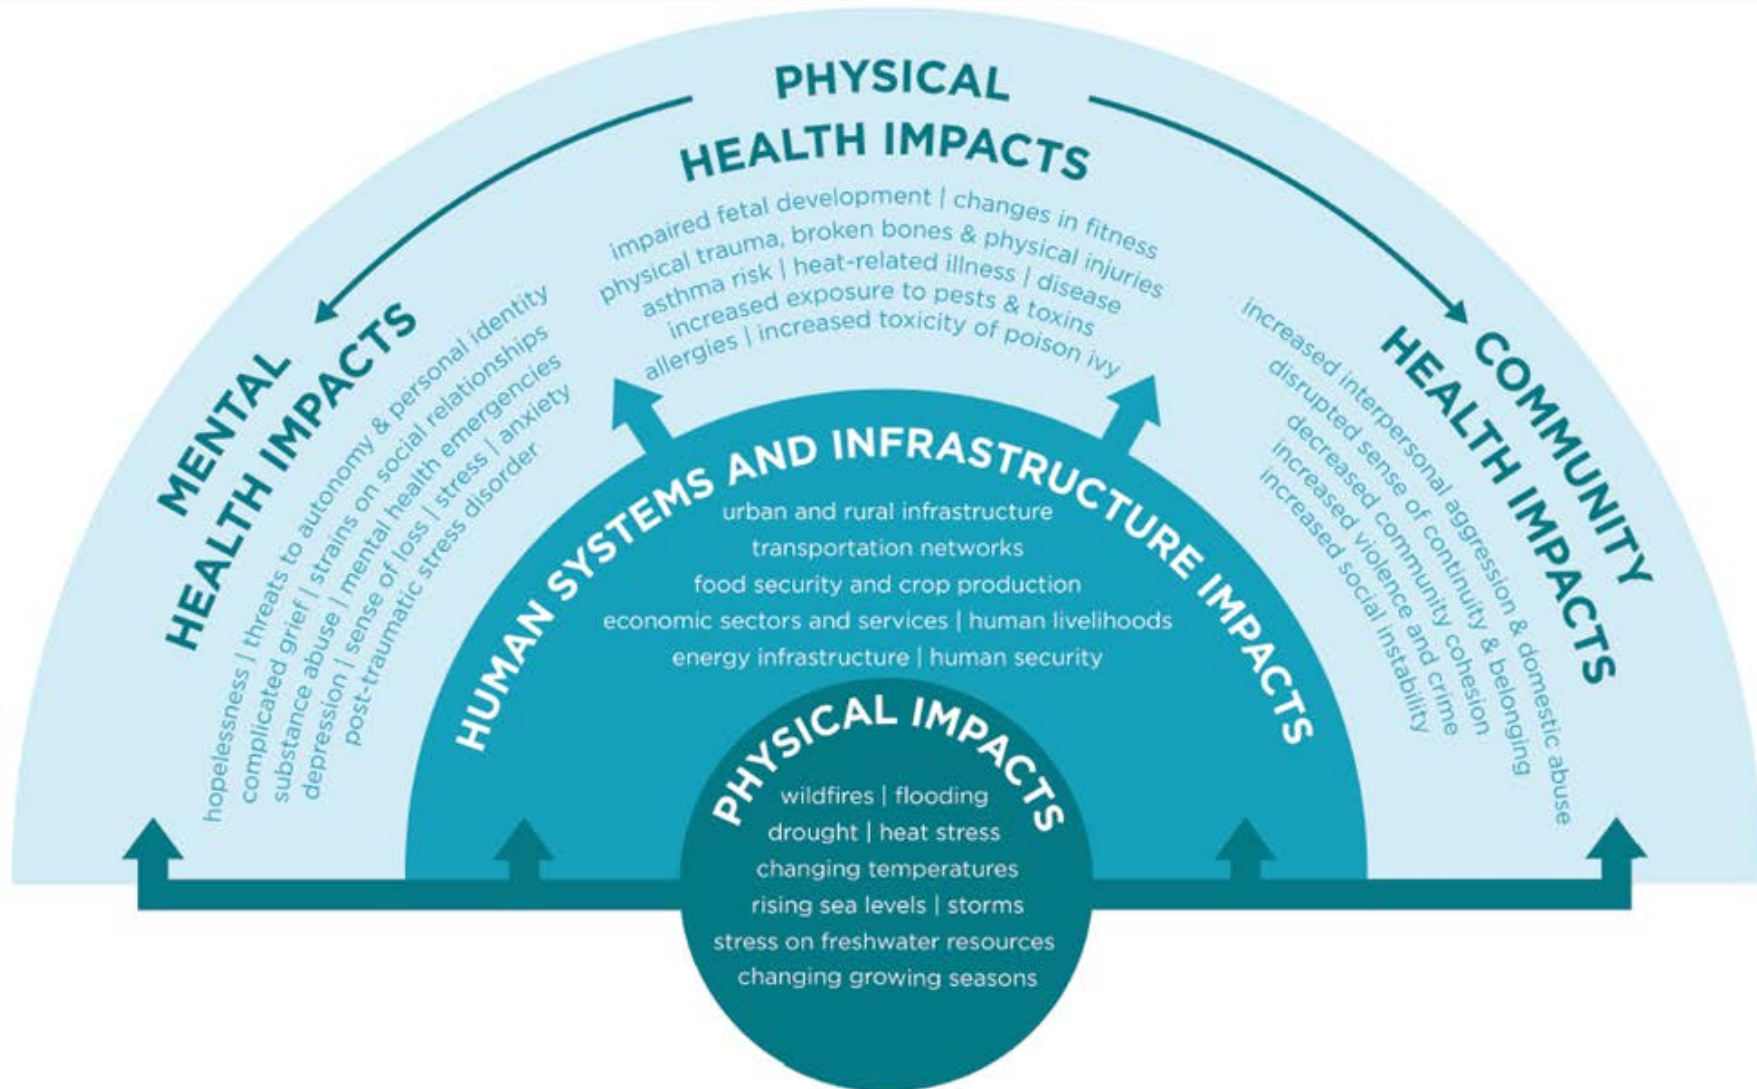 PHYSICAL
HEALTH IMPACTS
impaired fetal development | changes in fitness
physical trauma, broken bones & physical injuries
asthma risk | heat-related illness | disease
increased exposure to pests & toxins
allergies | increased toxicity of poison ivy
MENTAL
HEALTH IMPACTS
hopelessness | threats to autonomy & personal identity
complicated grief | strains on social relationships
substance abuse | mental health emergencies
depression | sense of loss | stress | anxiety
post-traumatic stress disorder
COMMUNITY
HEALTH IMPACTS
increased interpersonal aggression & domestic abuse
disrupted sense of continuity & belonging
decreased community cohesion
increased violence and crime
increased social instability
HUMAN SYSTEMS AND INFRASTRUCTURE IMPACTS
urban and rural infrastructure
transportation networks
food security and crop production
economic sectors and services | human livelihoods
energy infrastructure | human security
PHYSICAL IMPACTS
wildfires | flooding
drought | heat stress
changing temperatures
rising sea levels | storms
stress on freshwater resources
changing growing seasons